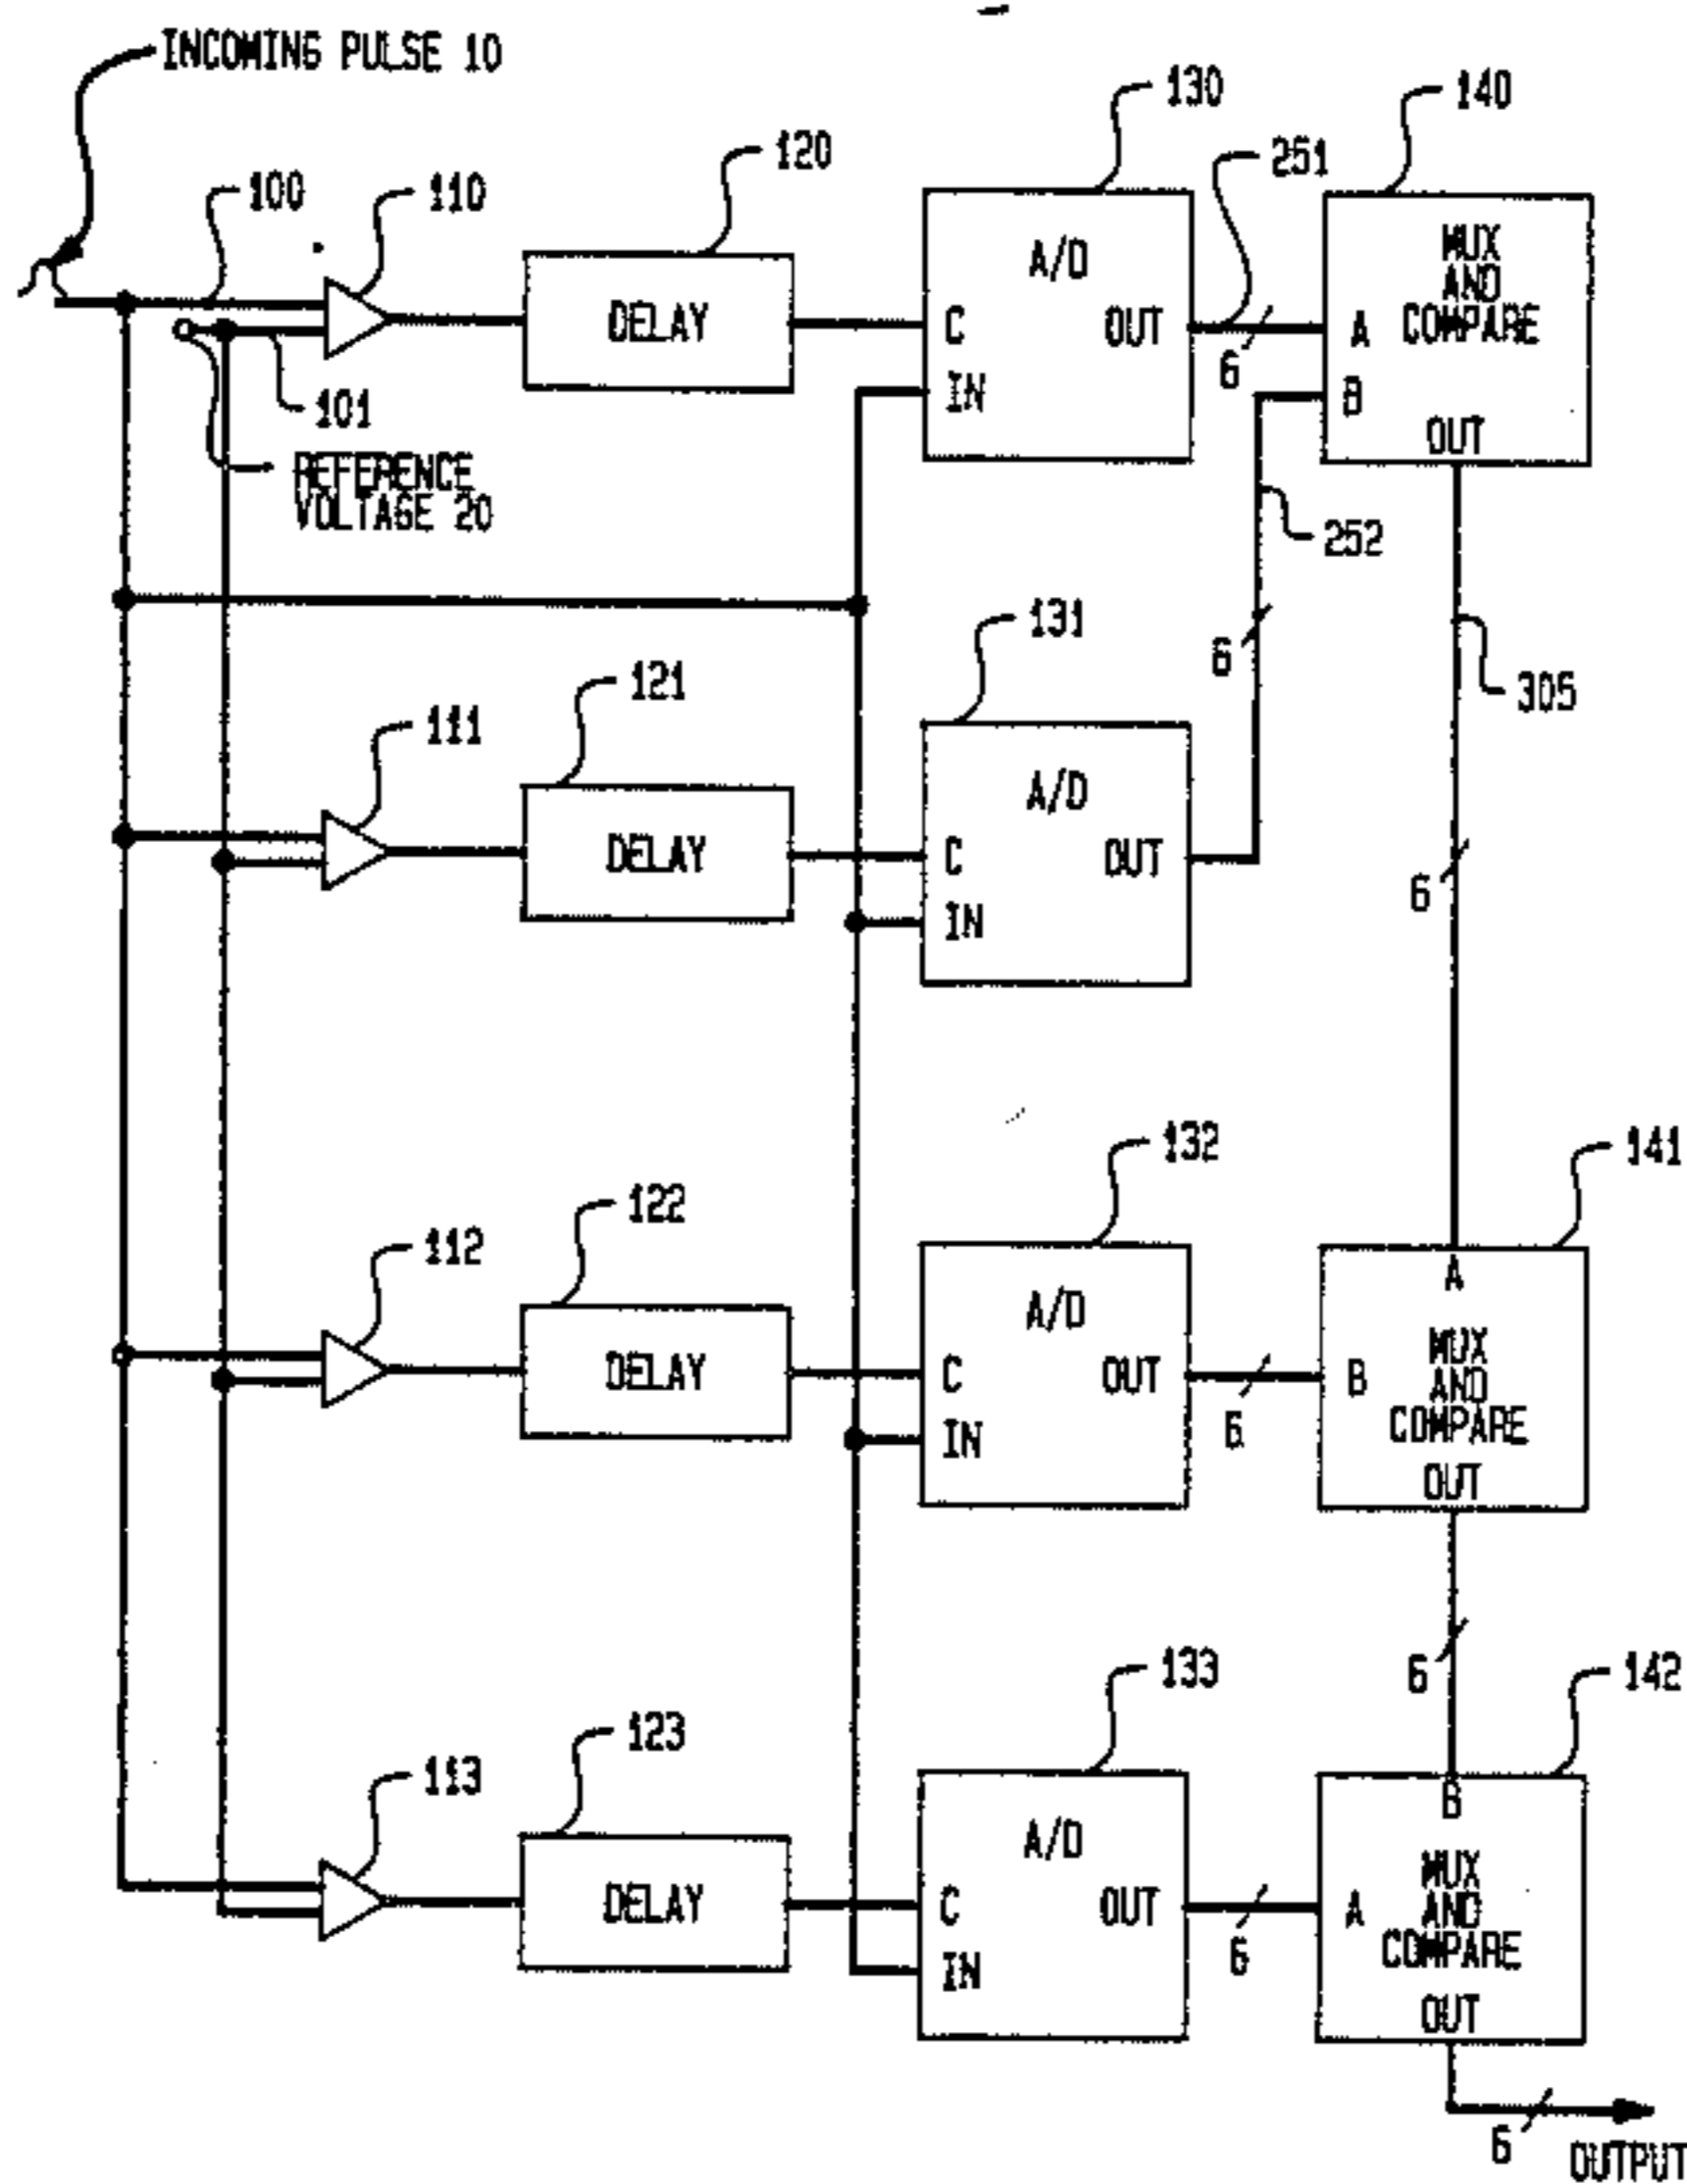 INCOMING PULSE 10
130
140
120
251
100
110
A/D
MUX
AND
COMPARE
DELAY
C
OUT
A
6
IN
B
101
OUT
REFERENCE
VOLTAGE 20
252
131
6
305
121
111
A/D
DELAY
C
OUT
6
IN
132
141
122
112
A
A/D
MUX
AND
COMPARE
DELAY
C
OUT
B
6
IN
OUT
133
142
6
123
113
B
A/D
MUX
AND
COMPARE
DELAY
C
OUT
A
6
IN
OUT
6
OUTPUT